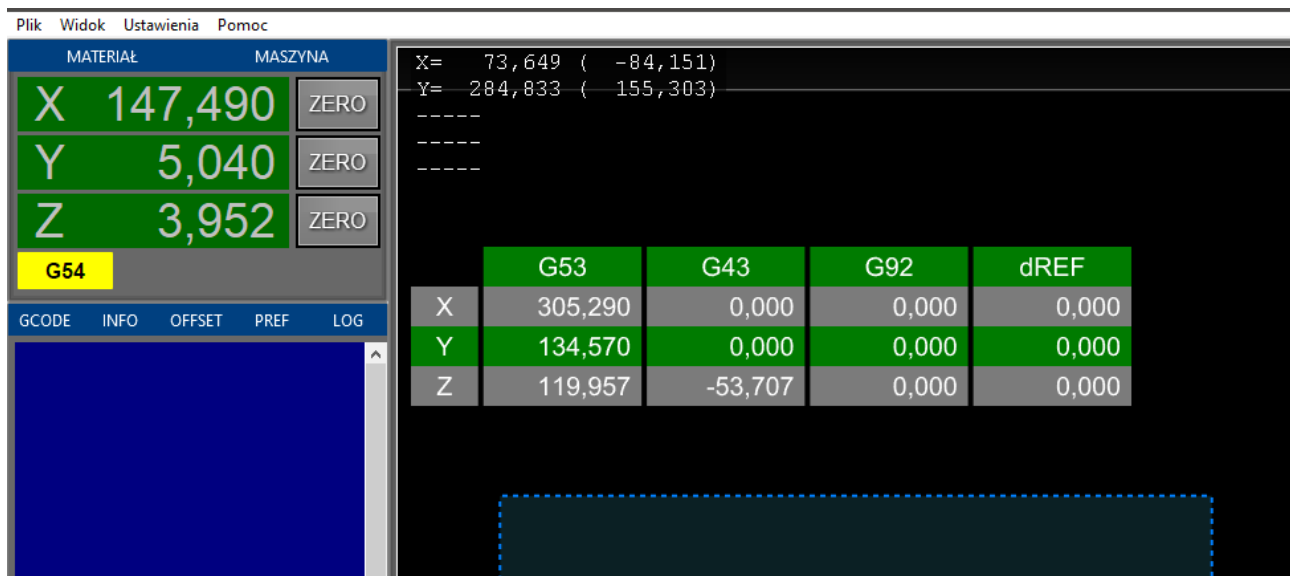 Plik Widok Ustawienia Pomoc
MATERIAŁ MASZYNA
X 147,490 ZERO
Y 5,040 ZERO
Z 3,952 ZERO
G54
GCODE INFO OFFSET PREF LOG
X= 73,649 ( -84,151)
Y= 284,833 ( 155,303)
-----
-----
-----
G53 G43 G92 dREF
X 305,290 0,000 0,000 0,000
Y 134,570 0,000 0,000 0,000
Z 119,957 -53,707 0,000 0,000